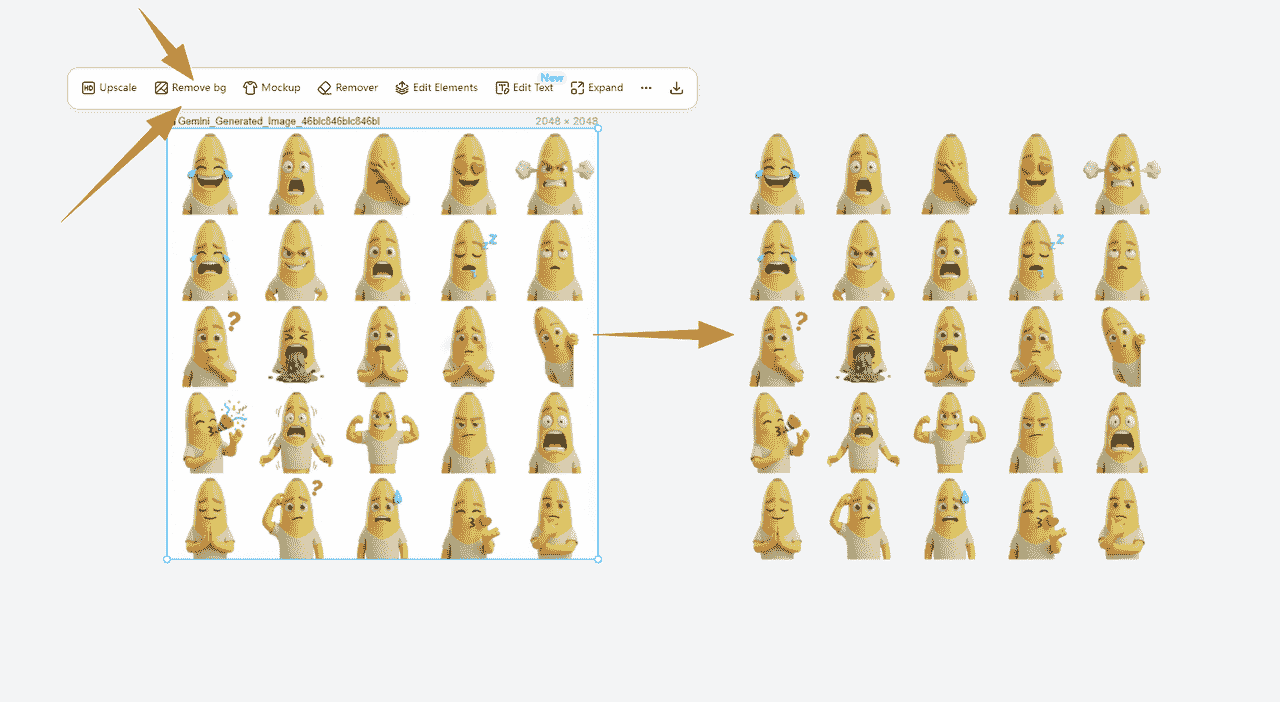 New
Upscale Remove bg Mockup Remover Edit Elements Edit Text Expand
Gemini_Generated_Image_46blc846blc846bl 2048 × 2048
z z
z z
? ?
?